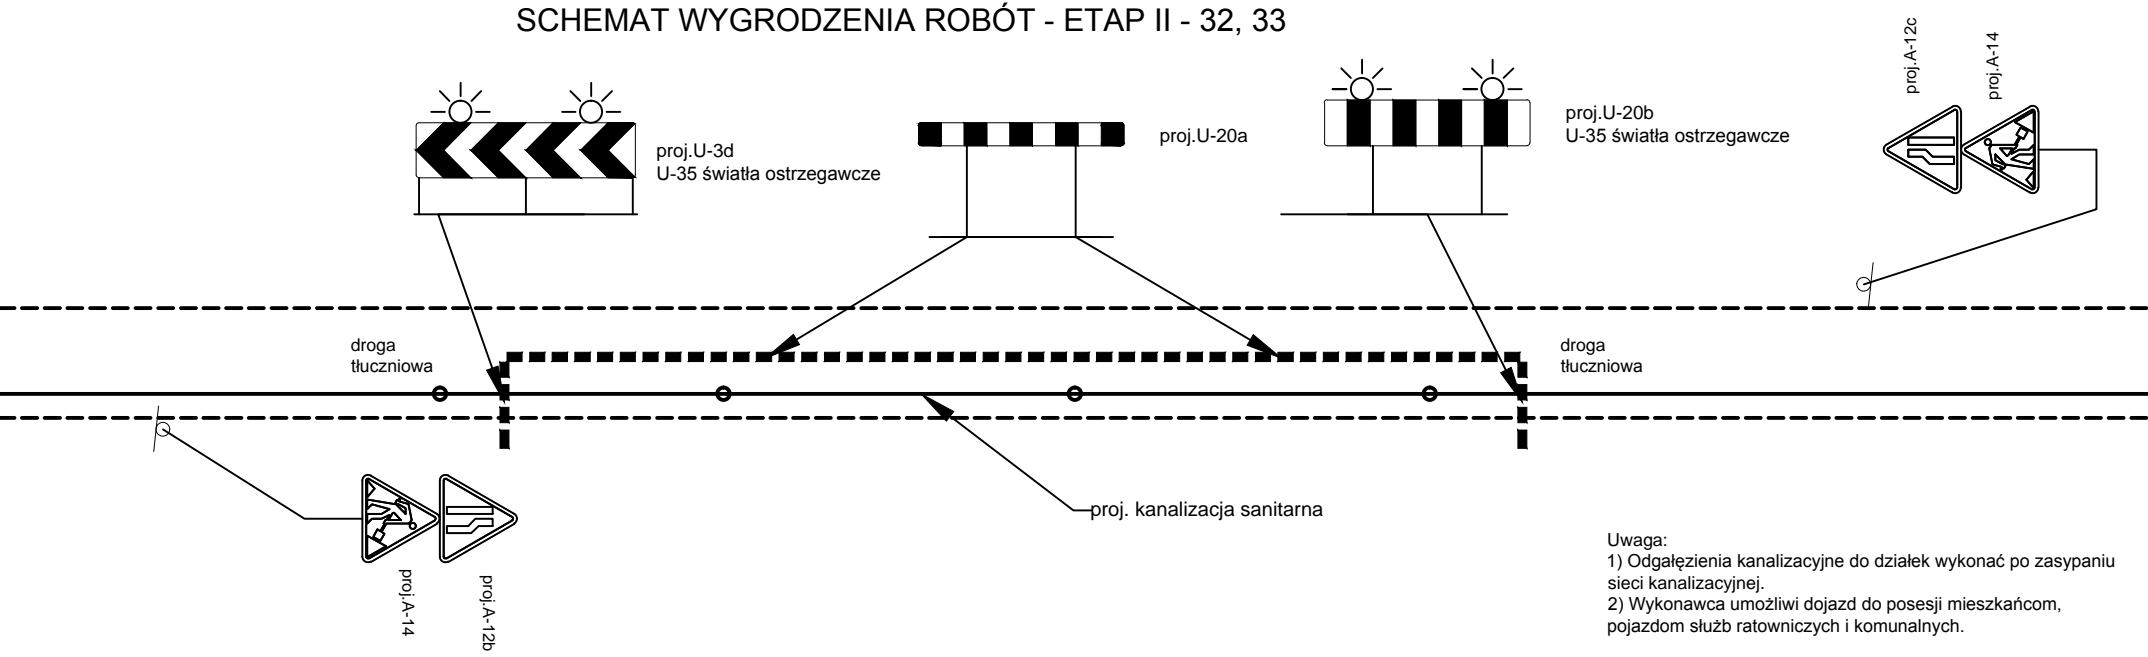 SCHEMAT WYGRODZENIA ROBÓT - ETAP II - 32, 33
proj.U-3d
U-35 światła ostrzegawcze
proj.U-20a
proj.U-20b
U-35 światła ostrzegawcze
proj.A-12c
proj.A-14
droga
tłuczniowa
droga
tłuczniowa
proj.A-14
proj.A-12b
proj. kanalizacja sanitarna
Uwaga:
1) Odgałęzienia kanalizacyjne do działek wykonać po zasypaniu
sieci kanalizacyjnej.
2) Wykonawca umożliwi dojazd do posesji mieszkańcom,
pojazdom służb ratowniczych i komunalnych.